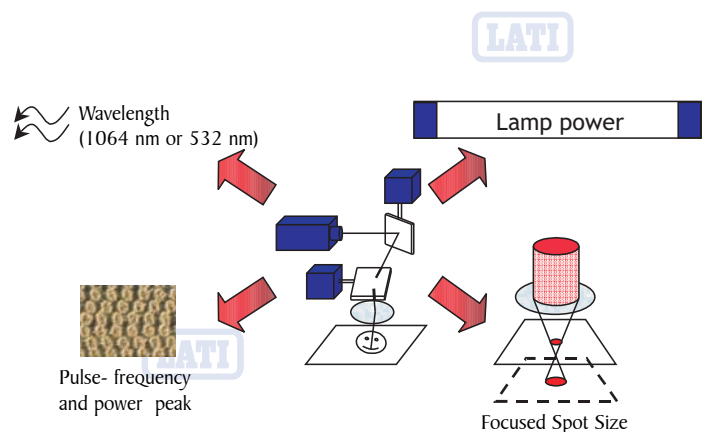 LATI
Wavelength
(1064 nm or 532 nm)
Lamp power
LATI
Pulse- frequency
and power peak
Focused Spot Size